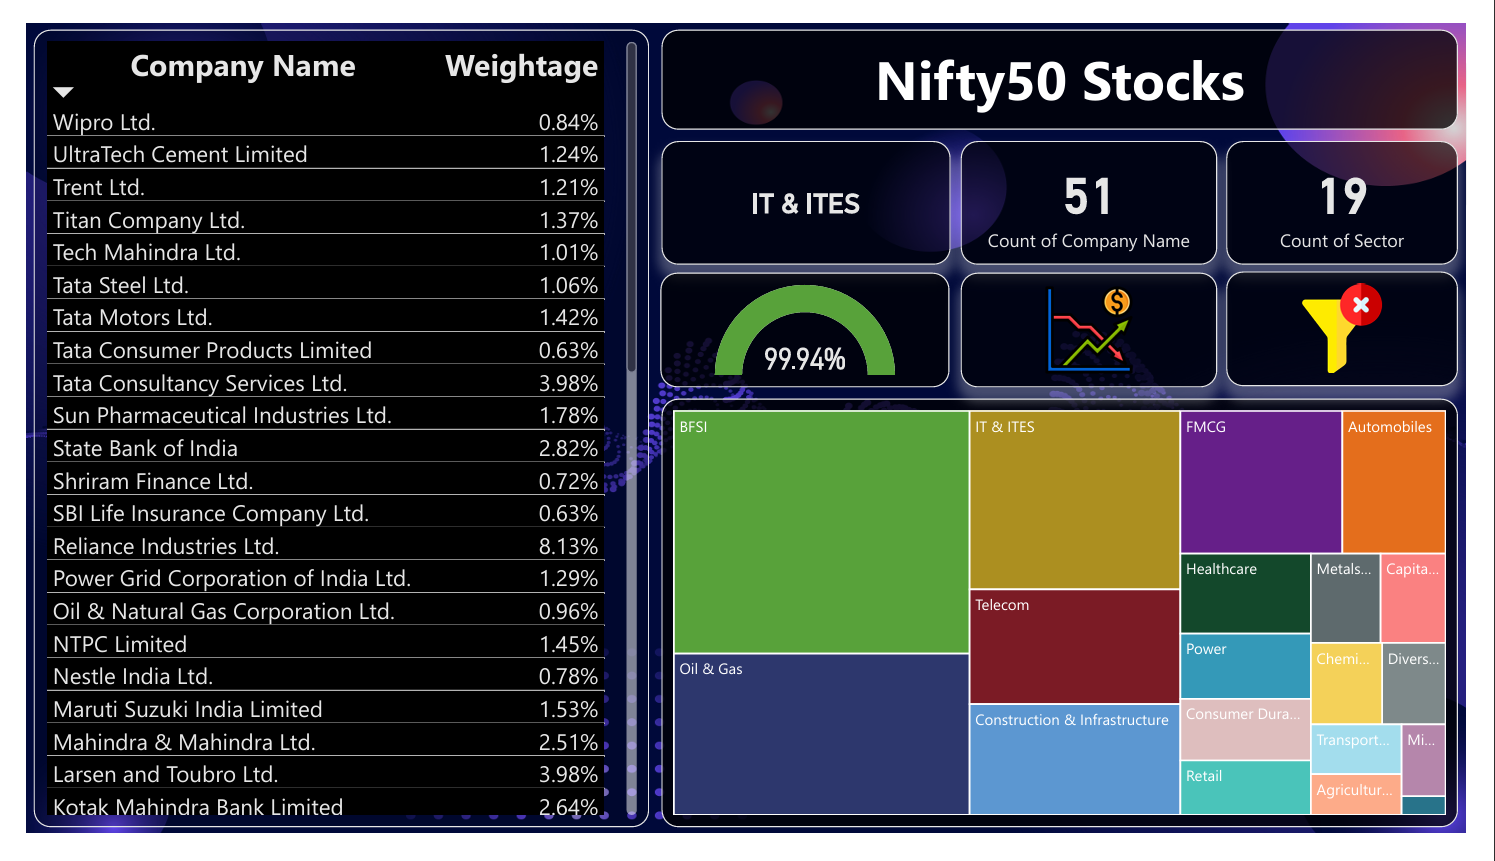 Company Name Weightage
Wipro Ltd. 0.84%
UltraTech Cement Limited 1.24%
Trent Ltd. 1.21%
Titan Company Ltd. 1.37%
Tech Mahindra Ltd. 1.01%
Tata Steel Ltd. 1.06%
Tata Motors Ltd. 1.42%
Tata Consumer Products Limited 0.63%
Tata Consultancy Services Ltd. 3.98%
Sun Pharmaceutical Industries Ltd. 1.78%
State Bank of India 2.82%
Shriram Finance Ltd. 0.72%
SBI Life Insurance Company Ltd. 0.63%
Reliance Industries Ltd. 8.13%
Power Grid Corporation of India Ltd. 1.29%
Oil & Natural Gas Corporation Ltd. 0.96%
NTPC Limited 1.45%
Nestle India Ltd. 0.78%
Maruti Suzuki India Limited 1.53%
Mahindra & Mahindra Ltd. 2.51%
Larsen and Toubro Ltd. 3.98%
Kotak Mahindra Bank Limited 2.64%
Nifty50 Stocks
IT & ITES
51
Count of Company Name
19
Count of Sector
99.94%
$
BFSI
Oil & Gas
IT & ITES
Telecom
Construction & Infrastructure
FMCG
Automobiles
Healthcare
Power
Consumer Dura...
Retail
Metals...
Capita...
Chemi...
Divers...
Transport...
Mi...
Agricultur...